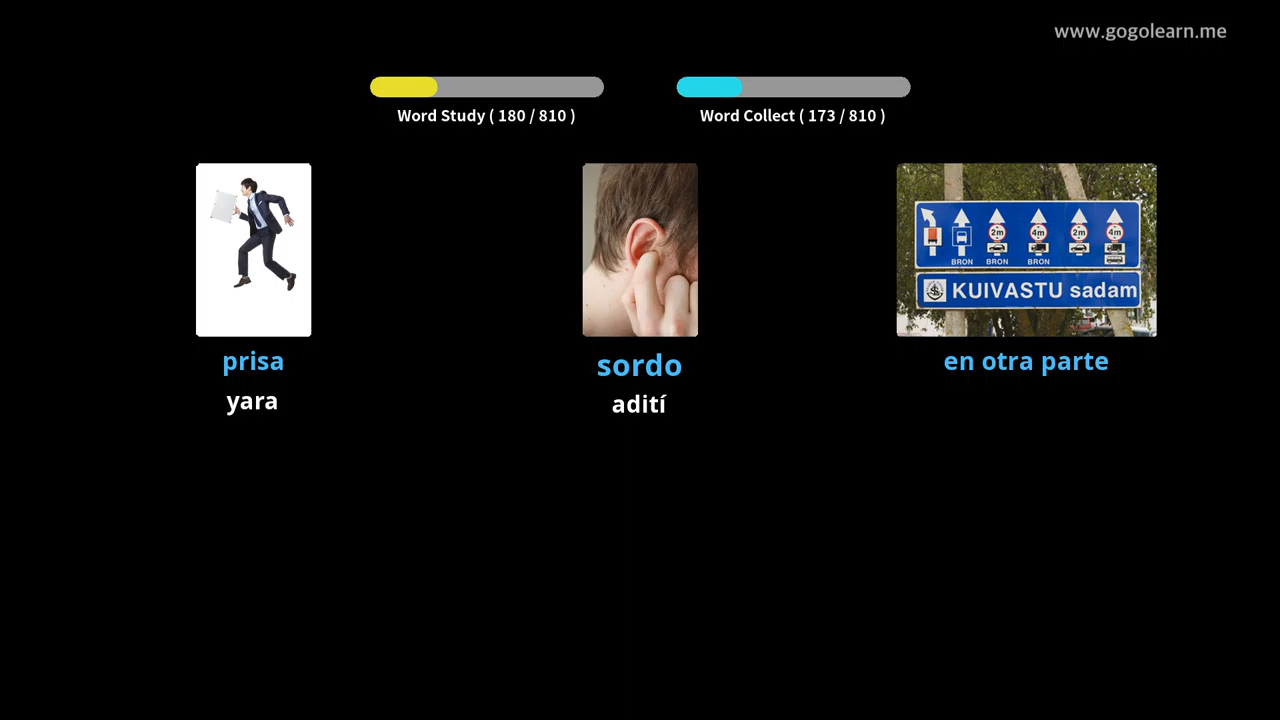 www.gogolearn.me
Word Study ( 180 / 810 )
Word Collect ( 173 / 810 )
2m
4m
2m
4m
BRON
BRON
BRON
KUIVASTU sadam
prisa
sordo
en otra parte
yara
adití